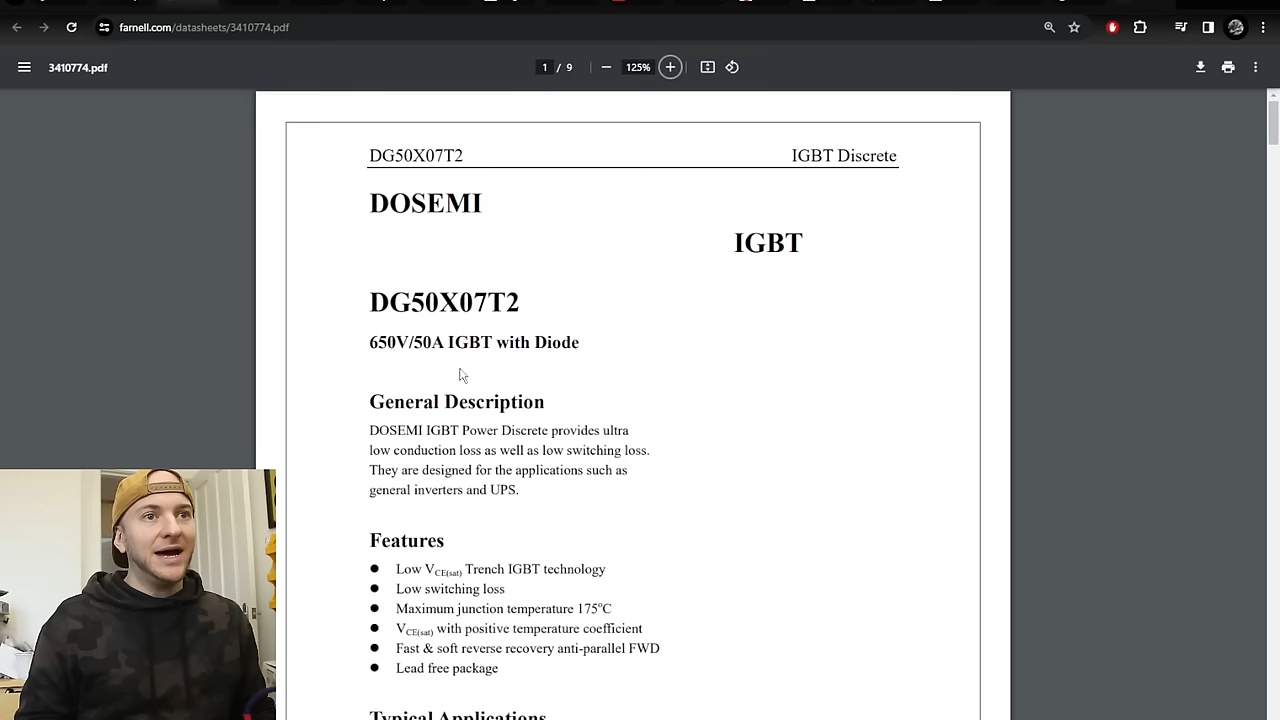 farnell.com/datasheets/3410774.pdf
3410774.pdf
1 / 9
125%
DG50X07T2
IGBT Discrete
DOSEMI
IGBT
DG50X07T2
650V/50A IGBT with Diode
General Description
DOSEMI IGBT Power Discrete provides ultra
low conduction loss as well as low switching loss.
They are designed for the applications such as
general inverters and UPS.
Features
● Low VCE(sat) Trench IGBT technology
● Low switching loss
● Maximum junction temperature 175°C
● VCE(sat) with positive temperature coefficient
● Fast & soft reverse recovery anti-parallel FWD
● Lead free package
Typical Applications